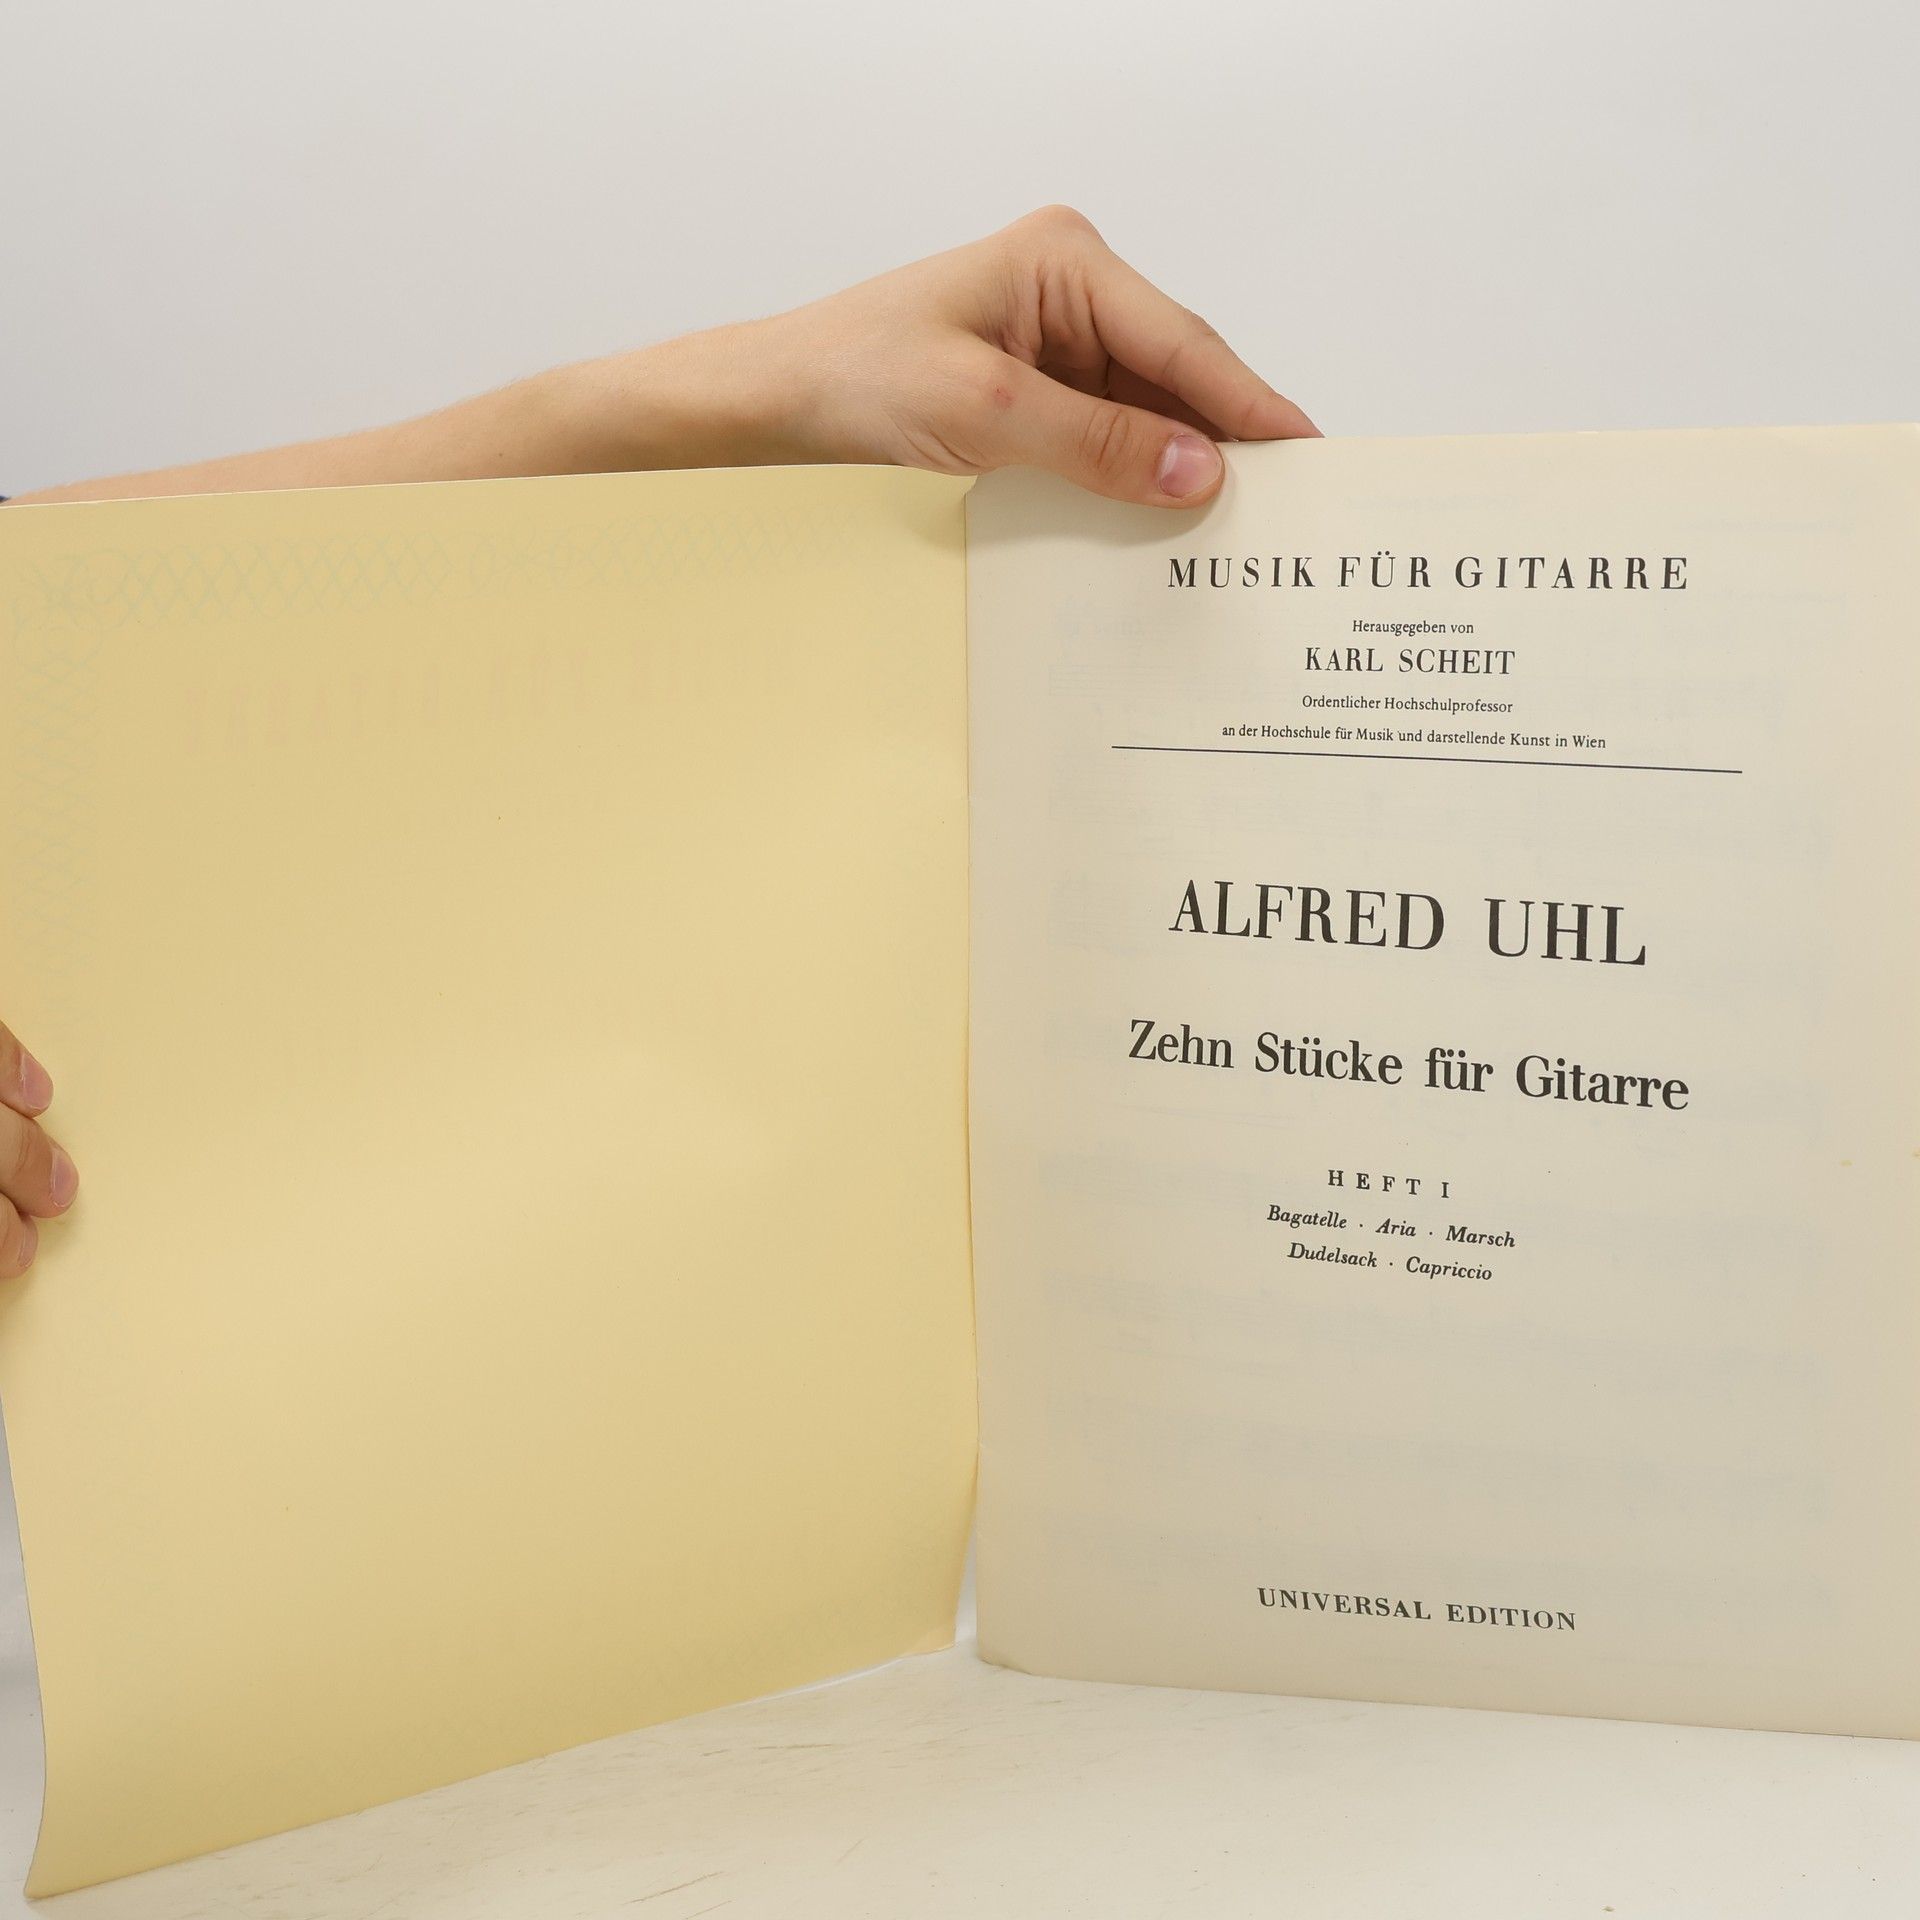 MUSIK FÜR GITARRE
Herausgegeben von
KARL SCHEIT
Ordentlicher Hochschulprofessor
an der Hochschule für Musik und darstellende Kunst in Wien
ALFRED UHL
Zehn Stücke für Gitarre
HEFT I
Bagatelle · Aria · Marsch
Dudelsack · Capriccio
UNIVERSAL EDITION